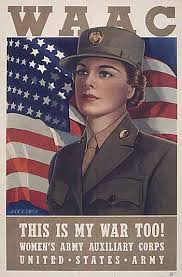 WAAC
THIS IS MY WAR TOO!
WOMEN'S ARMY AUXILIARY CORPS
UNITED · STATES · ARMY